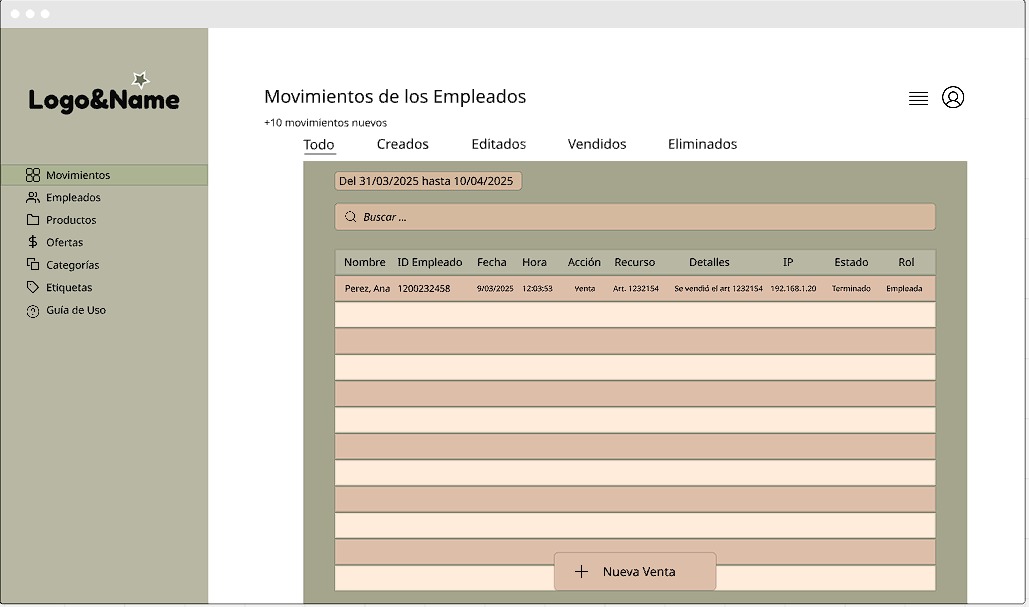 Logo&Name
Movimientos
Empleados
Productos
Ofertas
Categorías
Etiquetas
Guía de Uso
Movimientos de los Empleados
+10 movimientos nuevos
Todo Creados Editados Vendidos Eliminados
Del 31/03/2025 hasta 10/04/2025
Buscar ...
Nombre ID Empleado Fecha Hora Acción Recurso Detalles IP Estado Rol
Perez, Ana 1200232458 9/03/2025 12:03:53 Venta Art. 1232154 Se vendió el art 1232154 192.168.1.20 Terminado Empleada
Nueva Venta